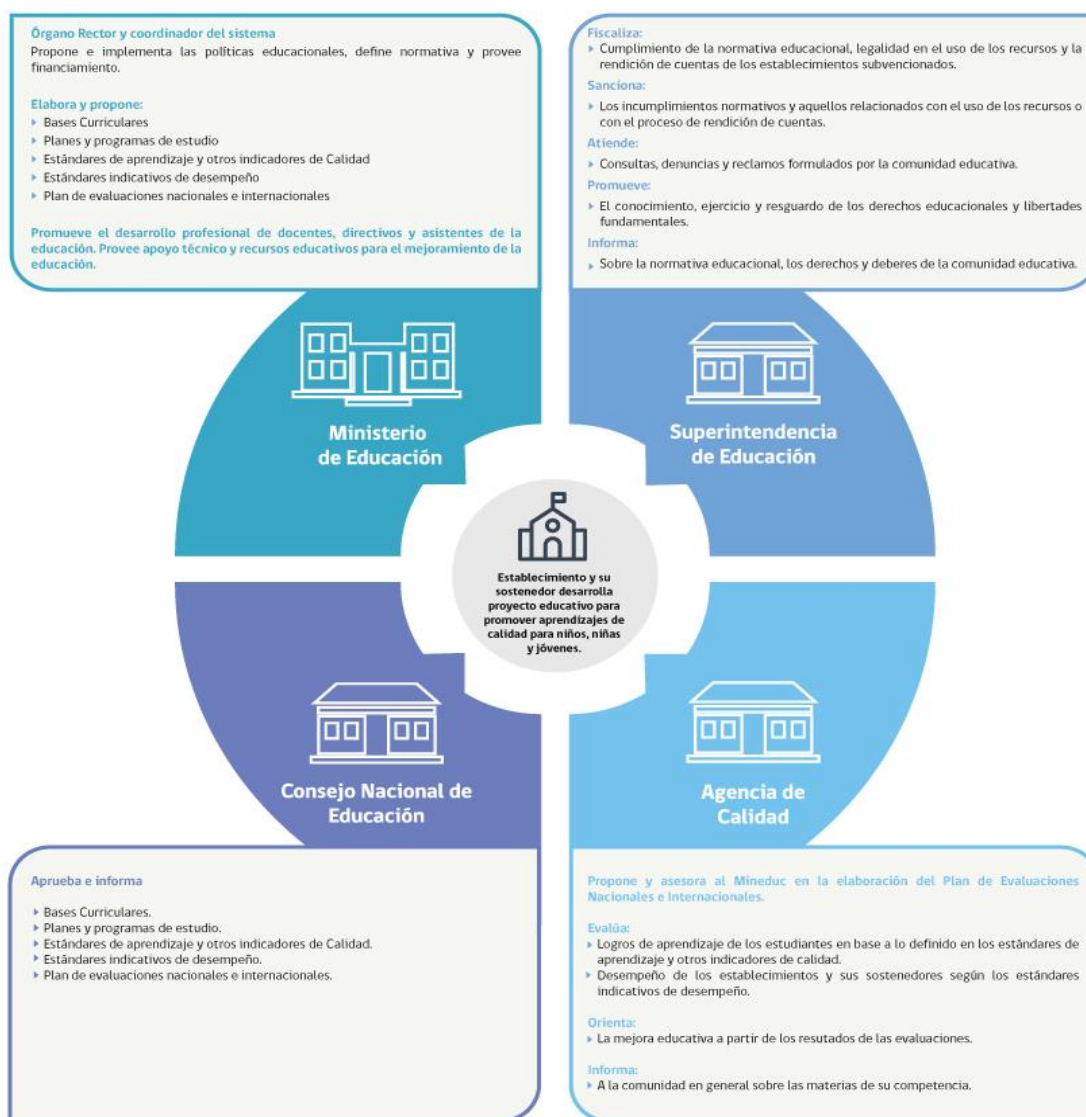 Órgano Rector y coordinador del sistema
Propone e implementa las políticas educacionales, define normativa y provee
financiamiento.
Elabora y propone:
Bases Curriculares
Planes y programas de estudio
Estándares de aprendizaje y otros indicadores de Calidad
Estándares indicativos de desempeño
Plan de evaluaciones nacionales e internacionales
Promueve el desarrollo profesional de docentes, directivos y asistentes de la
educación. Provee apoyo técnico y recursos educativos para el mejoramiento de la
educación.
Fiscaliza:
Cumplimiento de la normativa educacional, legalidad en el uso de los recursos y la
rendición de cuentas de los establecimientos subvencionados.
Sanciona:
Los incumplimientos normativos y aquellos relacionados con el uso de los recursos o
con el proceso de rendición de cuentas.
Atiende:
Consultas, denuncias y reclamos formulados por la comunidad educativa.
Promueve:
El conocimiento, ejercicio y resguardo de los derechos educacionales y libertades
fundamentales.
Informa:
Sobre la normativa educacional, los derechos y deberes de la comunidad educativa.
Ministerio
de Educación
Superintendencia
de Educación
Establecimiento y su
sostenedor desarrolla
proyecto educativo para
promover aprendizajes de
calidad para niños, niñas
y jóvenes.
Consejo Nacional de
Educación
Agencia de
Calidad
Aprueba e informa
Bases Curriculares.
Planes y programas de estudio.
Estándares de aprendizaje y otros indicadores de Calidad.
Estándares indicativos de desempeño.
Plan de evaluaciones nacionales e internacionales.
Propone y asesora al Mineduc en la elaboración del Plan de Evaluaciones
Nacionales e Internacionales.
Evalúa:
Logros de aprendizaje de los estudiantes en base a lo definido en los estándares de
aprendizaje y otros indicadores de calidad.
Desempeño de los establecimientos y sus sostenedores según los estándares
indicativos de desempeño.
Orienta:
La mejora educativa a partir de los resutados de las evaluaciones.
Informa:
A la comunidad en general sobre las materias de su competencia.